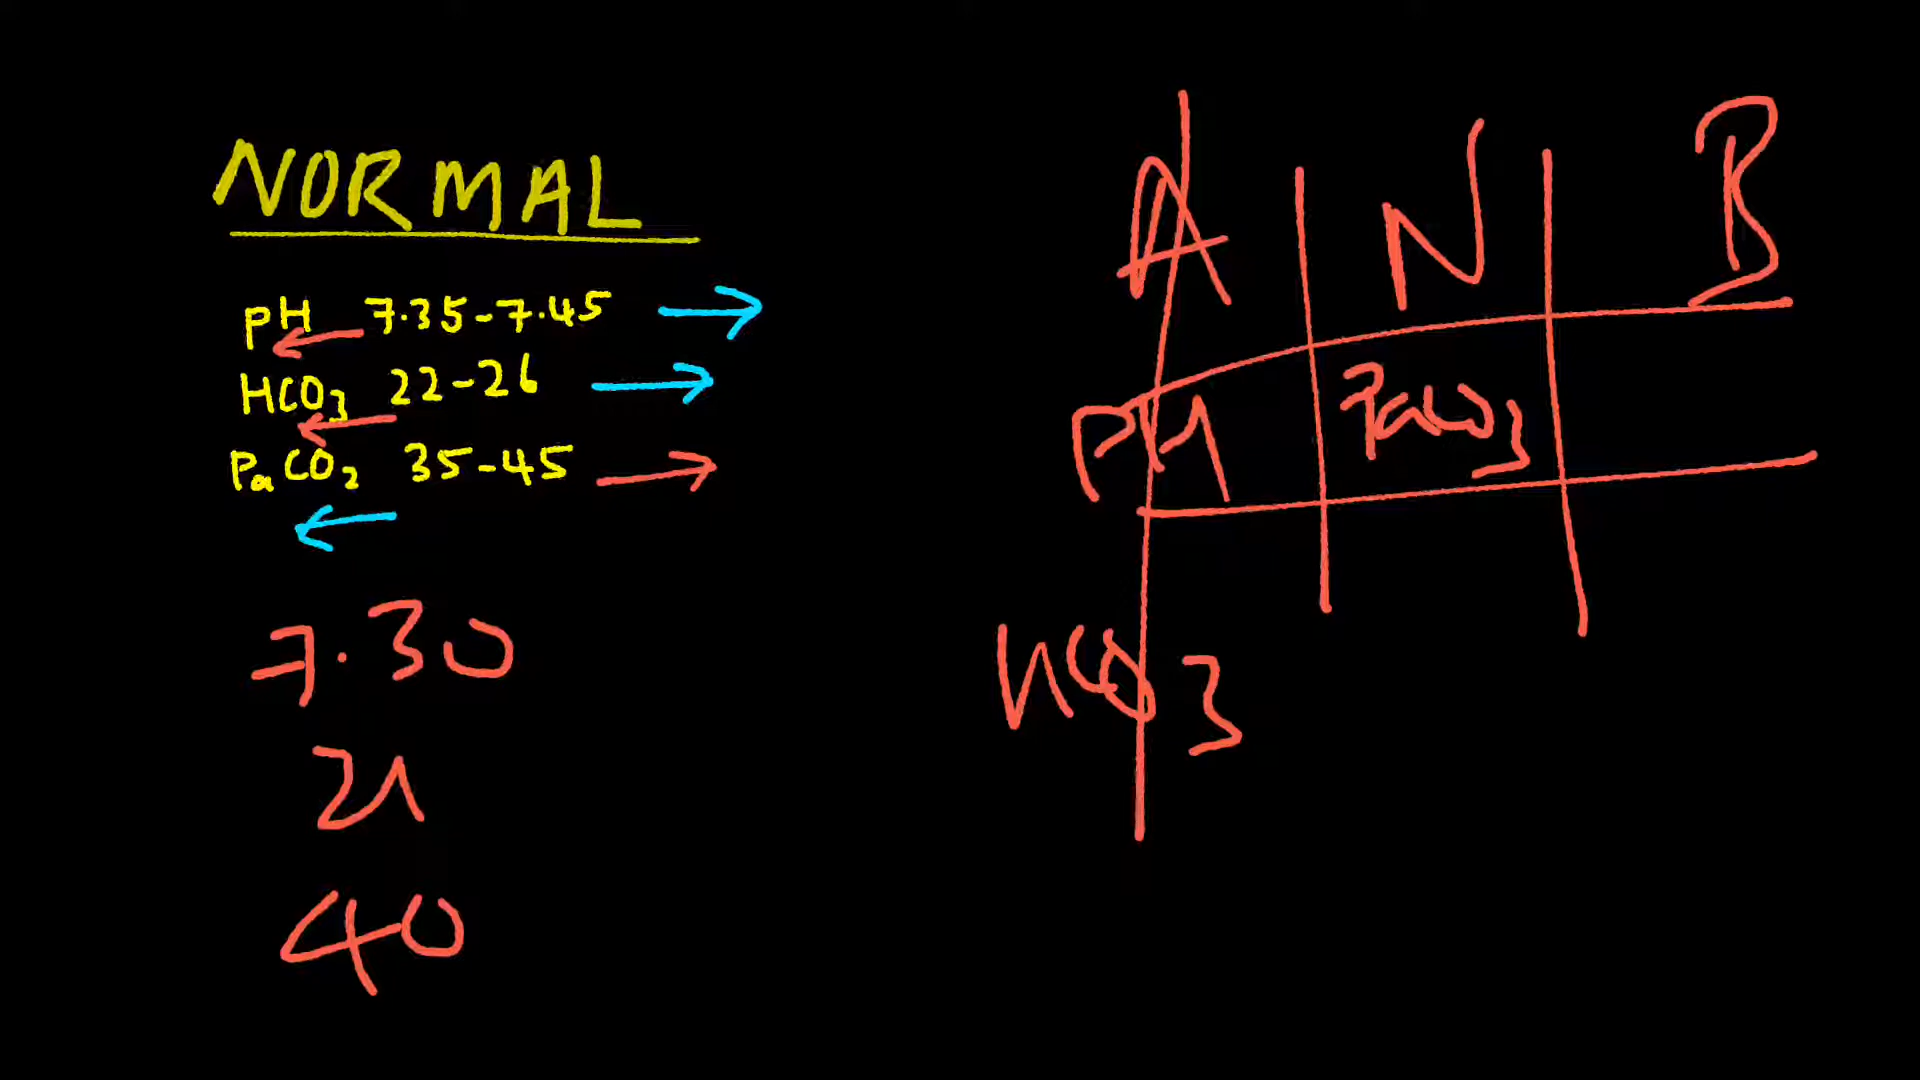 NORMAL
pH 7.35-7.45
HCO3 22-26
PaCO2 35-45
7.30
21
40
A N B
PH PaCO3
HCO3